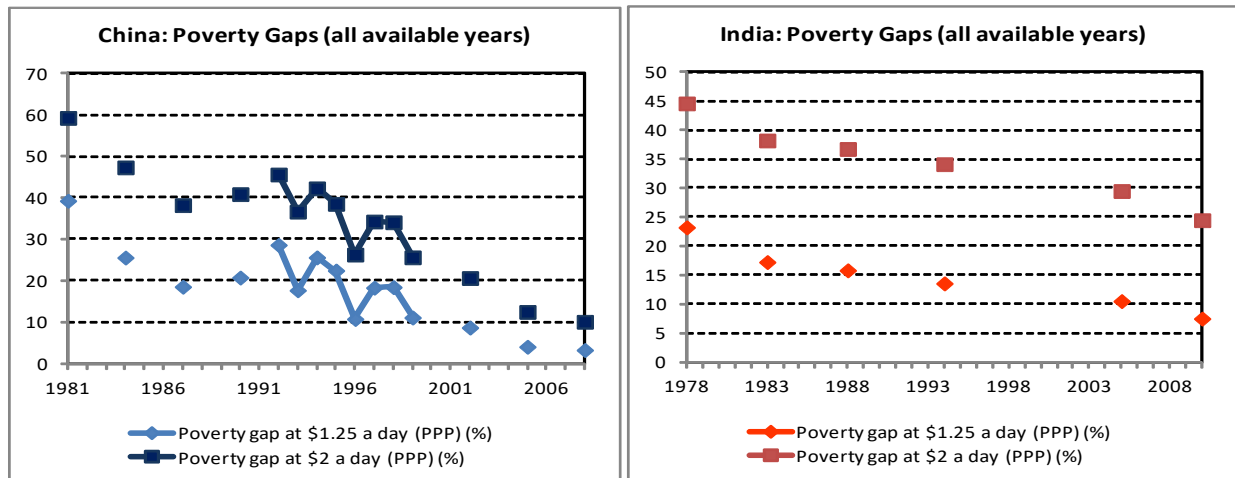 China: Poverty Gaps (all available years)
70
60
50
40
30
20
10
0
1981 1986 1991 1996 2001 2006
Poverty gap at $1.25 a day (PPP) (%)
Poverty gap at $2 a day (PPP) (%)
India: Poverty Gaps (all available years)
50
45
40
35
30
25
20
15
10
5
0
1978 1983 1988 1993 1998 2003 2008
Poverty gap at $1.25 a day (PPP) (%)
Poverty gap at $2 a day (PPP) (%)